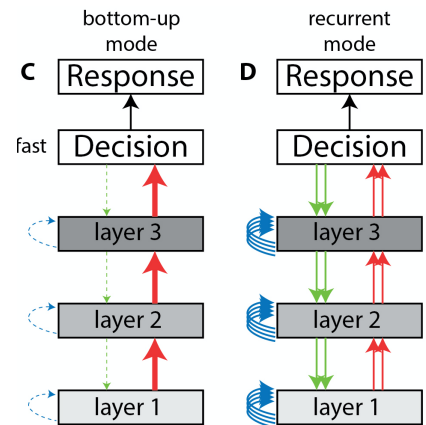 bottom-up
mode
C
Response
fast
Decision
layer 3
layer 2
layer 1
recurrent
mode
D
Response
Decision
layer 3
layer 2
layer 1